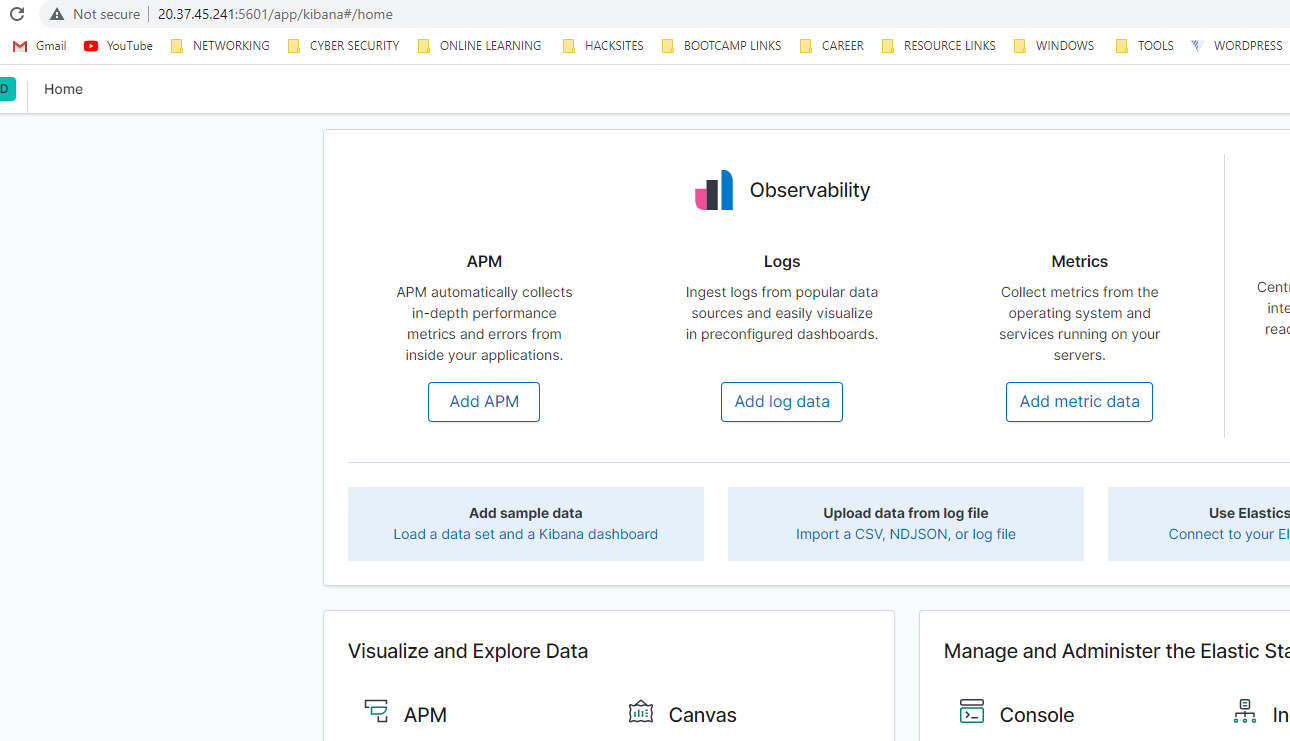 Not secure 20.37.45.241:5601/app/kibana#/home
Gmail YouTube NETWORKING CYBER SECURITY ONLINE LEARNING HACKSITES BOOTCAMP LINKS CAREER RESOURCE LINKS WINDOWS TOOLS WORDPRESS
D Home
Observability
APM
APM automatically collects
in-depth performance
metrics and errors from
inside your applications.
Add APM
Logs
Ingest logs from popular data
sources and easily visualize
in preconfigured dashboards.
Add log data
Metrics
Collect metrics from the
operating system and
services running on your
servers.
Add metric data
Centr
inte
reac
Add sample data
Load a data set and a Kibana dashboard
Upload data from log file
Import a CSV, NDJSON, or log file
Use Elastics
Connect to your El
Visualize and Explore Data
APM Canvas
Manage and Administer the Elastic Sta
Console In